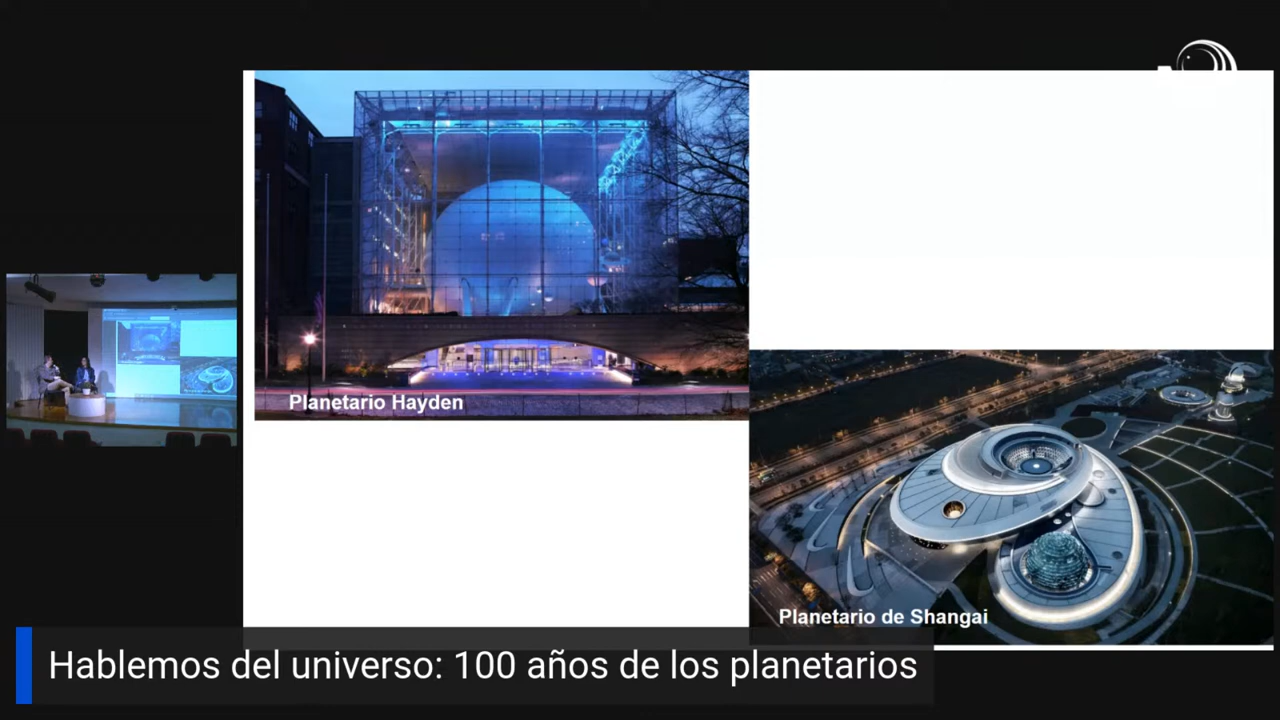 Planetario Hayden
Planetario de Shangai
Hablemos del universo: 100 años de los planetarios